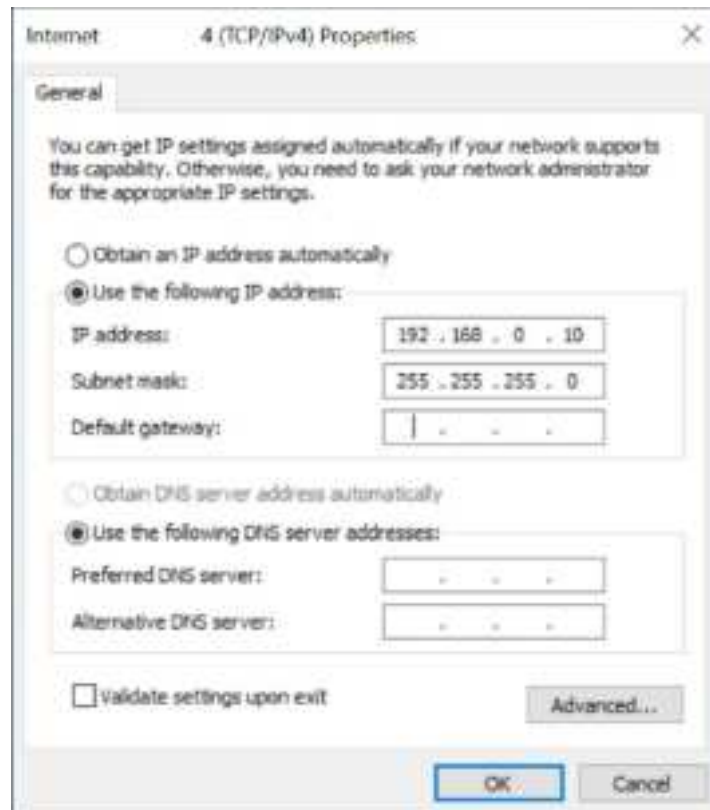 Internet 4 (TCP/IPv4) Properties
General
You can get IP settings assigned automatically if your network supports
this capability. Otherwise, you need to ask your network administrator
for the appropriate IP settings.
Obtain an IP address automatically
Use the following IP address:
IP address: 192 . 168 . 0 . 10
Subnet mask: 255 . 255 . 255 . 0
Default gateway: . . .
Obtain DNS server address automatically
Use the following DNS server addresses:
Preferred DNS server: . . .
Alternative DNS server: . . .
Validate settings upon exit
Advanced...
OK Cancel